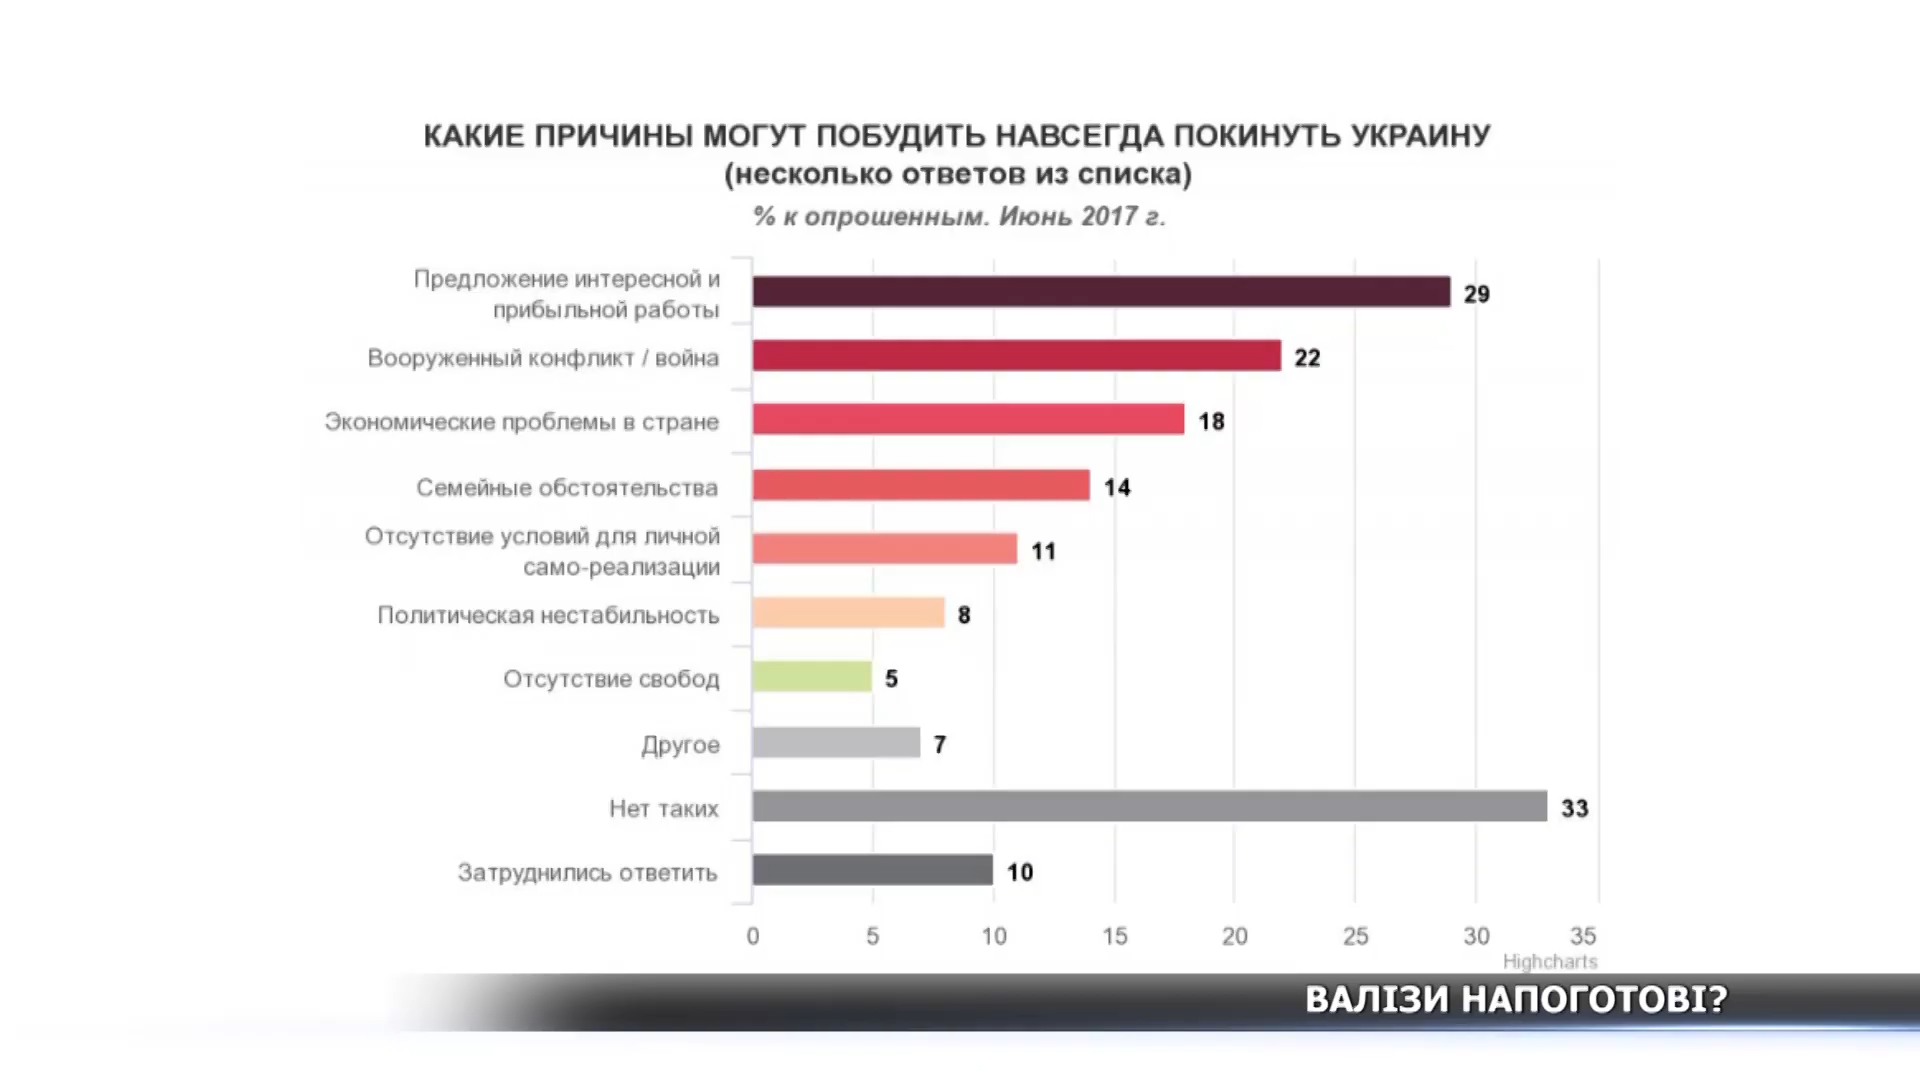 КАКИЕ ПРИЧИНЫ МОГУТ ПОБУДИТЬ НАВСЕГДА ПОКИНУТЬ УКРАИНУ
(несколько ответов из списка)
% к опрошенным. Июнь 2017 г.
Предложение интересной и
прибыльной работы
29
Вооруженный конфликт / война
22
Экономические проблемы в стране
18
Семейные обстоятельства
14
Отсутствие условий для личной
само-реализации
11
Политическая нестабильность
8
Отсутствие свобод
5
Другое
7
Нет таких
33
Затруднились ответить
10
0 5 10 15 20 25 30 35
Highcharts
ВАЛІЗИ НАПОГОТОВІ?